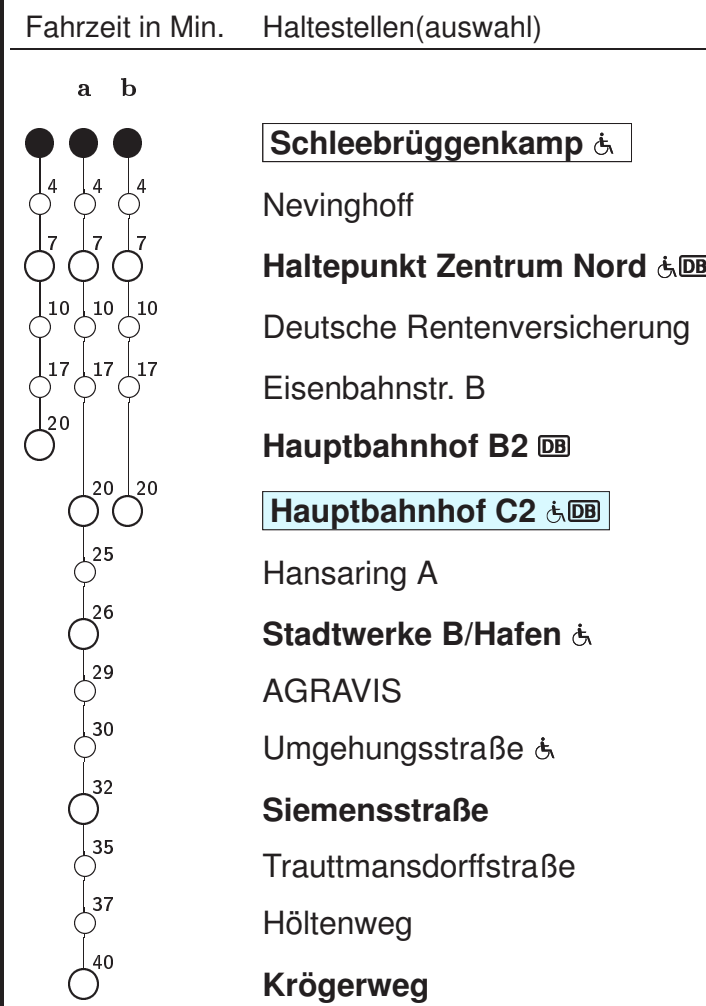 Fahrzeit in Min. Haltestellen(auswahl)
a b
Schleebrüggenkamp
4 4 4 Nevinghoff
7 7 7 Haltepunkt Zentrum Nord DB
10 10 10 Deutsche Rentenversicherung
17 17 17 Eisenbahnstr. B
20 Hauptbahnhof B2 DB
20 20 Hauptbahnhof C2 DB
25 Hansaring A
26 Stadtwerke B/Hafen
29 AGRAVIS
30 Umgehungsstraße
32 Siemensstraße
35 Trauttmansdorffstraße
37 Höltenweg
40 Krögerweg